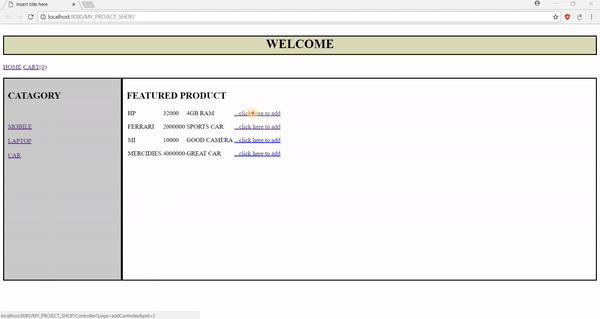 Insert title here
localhost:8080/MY_PROJECT_SHOP/
WELCOME
HOME CART(0)
CATAGORY
MOBILE
LAPTOP
CAR
FEATURED PRODUCT
HP 32000 4GB RAM ...click here to add
FERRARI 2000000 SPORTS CAR ...click here to add
MI 10000 GOOD CAMERA ...click here to add
MERCIDIES 4000000 GREAT CAR ...click here to add
localhost:8080/MY_PROJECT_SHOP/Controller?page=addCartIndex&pid=2